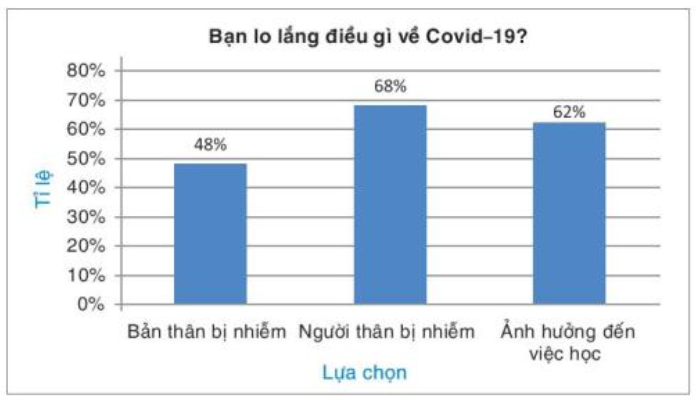 Bạn lo lắng điều gì về Covid–19?
80%
70%
60%
50%
40%
30%
20%
10%
0%
Tỉ lệ
48%
68%
62%
Bản thân bị nhiễm
Người thân bị nhiễm
Ảnh hưởng đến
việc học
Lựa chọn